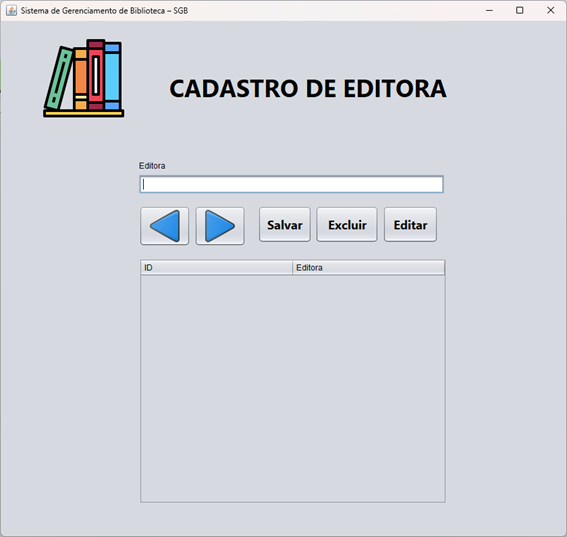 Sistema de Gerenciamento de Biblioteca – SGB
CADASTRO DE EDITORA
Editora
Salvar Excluir Editar
ID Editora